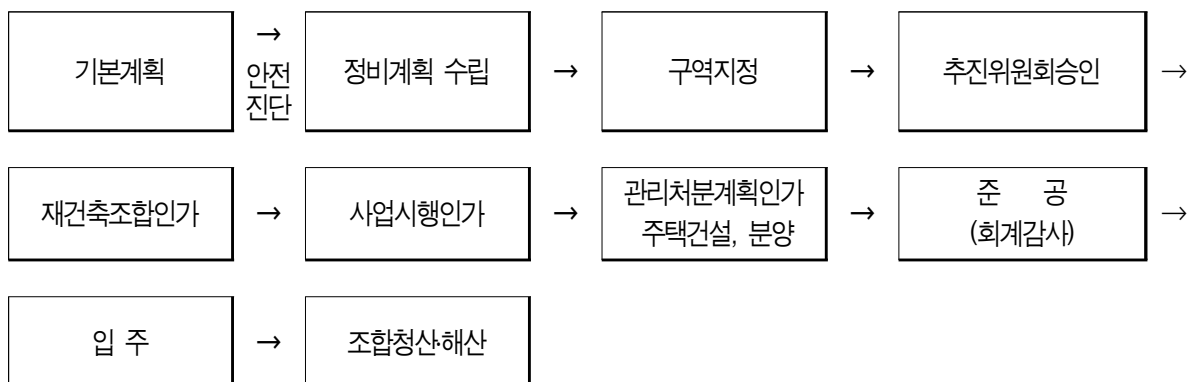 기본계획 → 정비계획 수립 → 구역지정 → 추진위원회승인 →
안전
진단
재건축조합인가 → 사업시행인가 → 관리처분계획인가 → 준 공 →
주택건설, 분양 (회계감사)
입 주 → 조합청산·해산